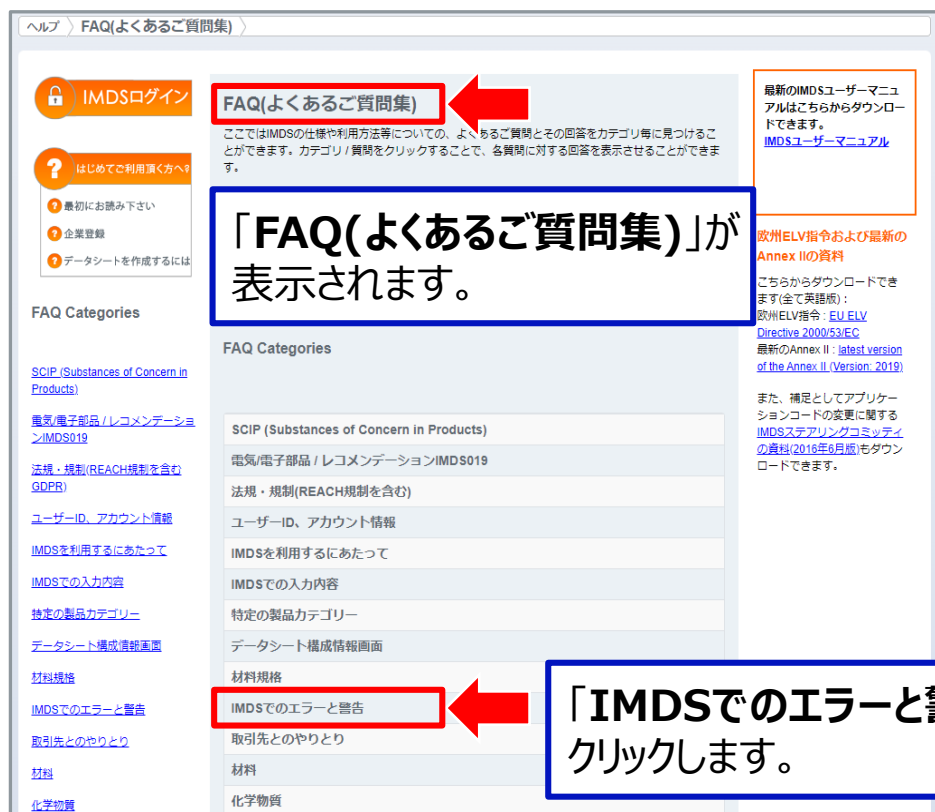 ヘルプ 〉 FAQ(よくあるご質問集) 〉
IMDSログイン
はじめてご利用頂く方へ
最初にお読み下さい
企業登録
データシートを作成するには
FAQ Categories
SCIP (Substances of Concern in
Products)
電気/電子部品 / レコメンデーショ
ンIMDS019
法規・規制(REACH規制を含む
GDPR)
ユーザーID、アカウント情報
IMDSを利用するにあたって
IMDSでの入力内容
特定の製品カテゴリー
データシート構成情報画面
材料規格
IMDSでのエラーと警告
取引先とのやりとり
材料
化学物質
FAQ(よくあるご質問集)
ここではIMDSの仕様や利用方法等についての、よくあるご質問とその回答をカテゴリ毎に見つけるこ
とができます。カテゴリ / 質問をクリックすることで、各質問に対する回答を表示させることができま
す。
「FAQ(よくあるご質問集)」が
表示されます。
FAQ Categories
SCIP (Substances of Concern in Products)
電気/電子部品 / レコメンデーションIMDS019
法規・規制(REACH規制を含む)
ユーザーID、アカウント情報
IMDSを利用するにあたって
IMDSでの入力内容
特定の製品カテゴリー
データシート構成情報画面
材料規格
IMDSでのエラーと警告
取引先とのやりとり
材料
化学物質
「IMDSでのエラーと警
クリックします。
最新のIMDSユーザーマニュ
アルはこちらからダウンロー
ドできます。
IMDSユーザーマニュアル
欧州ELV指令および最新の
Annex IIの資料
こちらからダウンロードでき
ます(全て英語版) :
欧州ELV指令 : EU ELV
Directive 2000/53/EC
最新のAnnex II : latest version
of the Annex II (Version: 2019)
また、補足としてアプリケー
ションコードの変更に関する
IMDSステアリングコミッティ
の資料(2016年6月版)もダウン
ロードできます。